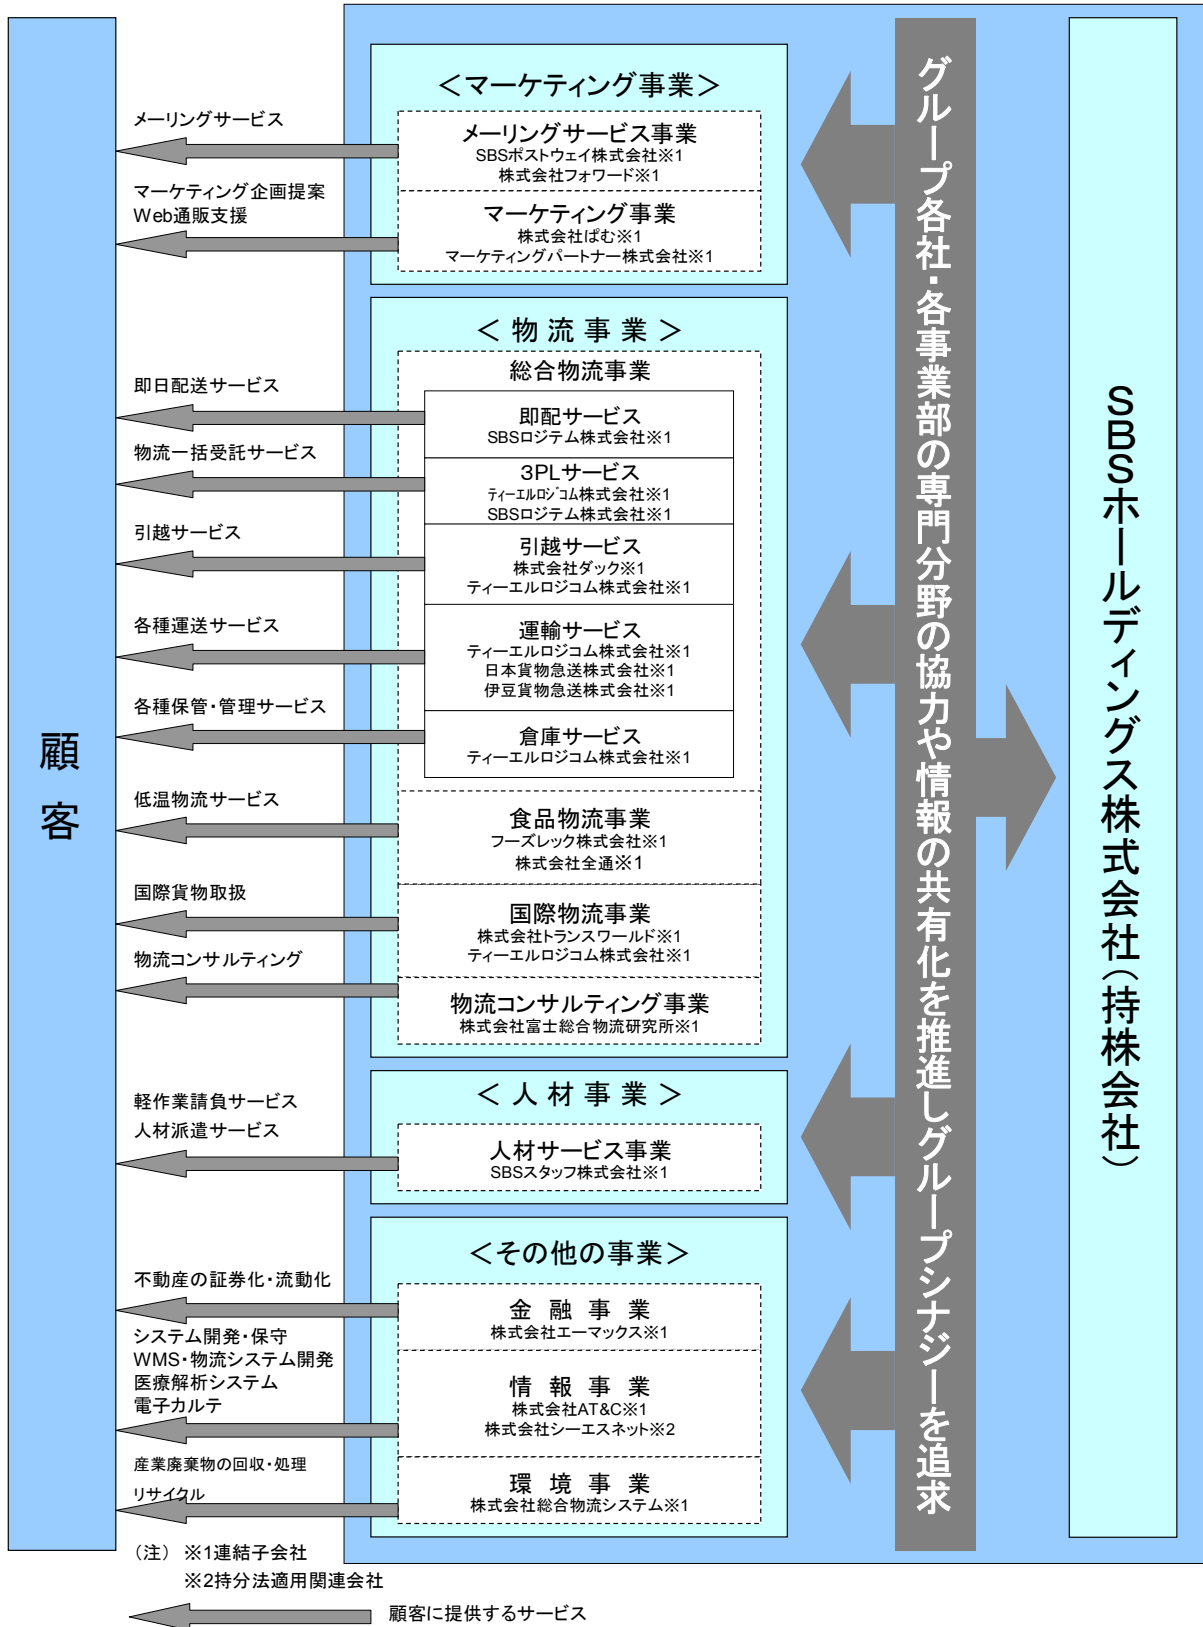 顧客
メーリングサービス
マーケティング企画提案
Web通販支援
即日配送サービス
物流一括受託サービス
引越サービス
各種運送サービス
各種保管・管理サービス
低温物流サービス
国際貨物取扱
物流コンサルティング
軽作業請負サービス
人材派遣サービス
不動産の証券化・流動化
システム開発・保守
WMS・物流システム開発
医療解析システム
電子カルテ
産業廃棄物の回収・処理
リサイクル
＜マーケティング事業＞
メーリングサービス事業
SBSポストウェイ株式会社※1
株式会社フォワード※1
マーケティング事業
株式会社ぱむ※1
マーケティングパートナー株式会社※1
＜物流事業＞
総合物流事業
即配サービス
SBSロジテム株式会社※1
3PLサービス
ティーエルロジコム株式会社※1
SBSロジテム株式会社※1
引越サービス
株式会社ダック※1
ティーエルロジコム株式会社※1
運輸サービス
ティーエルロジコム株式会社※1
日本貨物急送株式会社※1
伊豆貨物急送株式会社※1
倉庫サービス
ティーエルロジコム株式会社※1
食品物流事業
フーズレック株式会社※1
株式会社全通※1
国際物流事業
株式会社トランスワールド※1
ティーエルロジコム株式会社※1
物流コンサルティング事業
株式会社富士総合物流研究所※1
＜人材事業＞
人材サービス事業
SBSスタッフ株式会社※1
＜その他の事業＞
金融事業
株式会社エーマックス※1
情報事業
株式会社AT&C※1
株式会社シーエスネット※2
環境事業
株式会社総合物流システム※1
グループ各社・各事業部の専門分野の協力や情報の共有化を推進しグループシナジーを追求
SBSホールディングス株式会社（持株会社）
（注） ※1連結子会社
※2持分法適用関連会社
顧客に提供するサービス